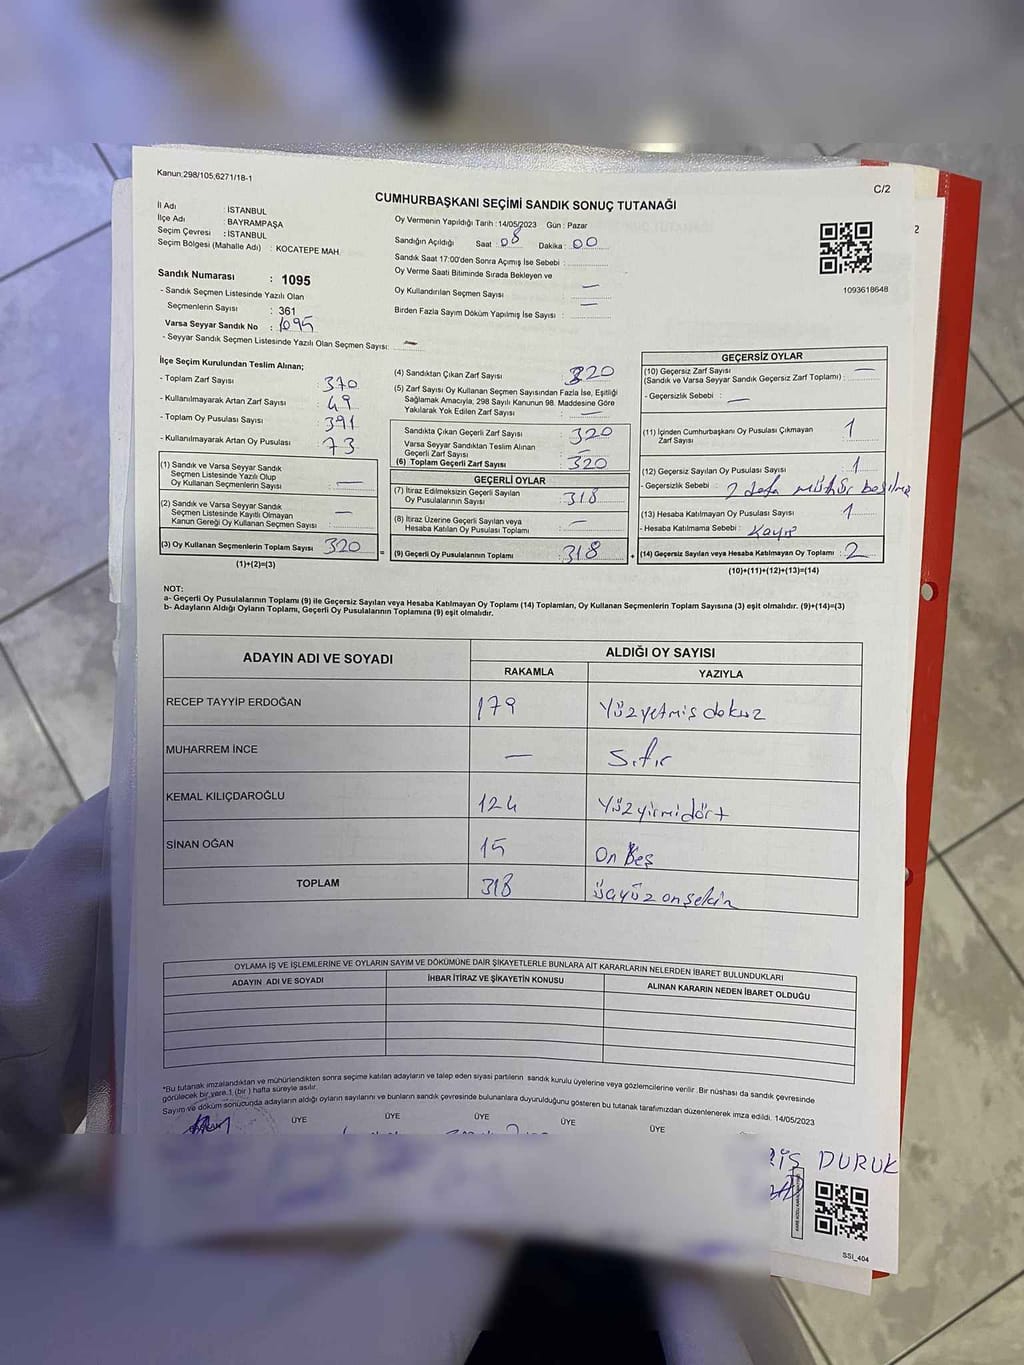 Kanun;298/105;6271/18-1
C/2
CUMHURBAŞKANI SEÇİMİ SANDIK SONUÇ TUTANAĞI
2
İl Adı : İSTANBUL
İlçe Adı : BAYRAMPAŞA
Seçim Çevresi : İSTANBUL
Seçim Bölgesi (Mahalle Adı) : KOCATEPE MAH
Oy Vermenin Yapıldığı Tarih :14/05/2023 Gün : Pazar
Sandığın Açıldığı Saat : 08 Dakika : 00
Sandık Saat 17:00'den Sonra Açımış İse Sebebi :
Oy Verme Saati Bitiminde Sırada Bekleyen ve
Oy Kullandırılan Seçmen Sayısı : —
Birden Fazla Sayım Döküm Yapılmış İse Sayısı : —
1093618648
Sandık Numarası : 1095
- Sandık Seçmen Listesinde Yazılı Olan
Seçmenlerin Sayısı : 361
Varsa Seyyar Sandık No : 1095
- Seyyar Sandık Seçmen Listesinde Yazılı Olan Seçmen Sayısı: —
İlçe Seçim Kurulundan Teslim Alınan;
- Toplam Zarf Sayısı : 370
- Kullanılmayarak Artan Zarf Sayısı : 49
- Toplam Oy Pusulası Sayısı : 391
- Kullanılmayarak Artan Oy Pusulası : 73
(1) Sandık ve Varsa Seyyar Sandık
Seçmen Listesinde Yazılı Olup
Oy Kullanan Seçmenlerin Sayısı : —
(2) Sandık ve Varsa Seyyar Sandık
Seçmen Listesinde Kayıtlı Olmayan
Kanun Gereği Oy Kullanan Seçmen Sayısı : —
(3) Oy Kullanan Seçmenlerin Toplam Sayısı : 320
(1)+(2)=(3)
=
(4) Sandıktan Çıkan Zarf Sayısı : 320
(5) Zarf Sayısı Oy Kullanan Seçmen Sayısından Fazla İse, Eşitliği
Sağlamak Amacıyla; 298 Sayılı Kanunun 98. Maddesine Göre
Yakılarak Yok Edilen Zarf Sayısı : —
Sandıkta Çıkan Geçerli Zarf Sayısı : 320
Varsa Seyyar Sandıktan Teslim Alınan
Geçerli Zarf Sayısı : —
(6) Toplam Geçerli Zarf Sayısı : 320
GEÇERLİ OYLAR
(7) İtiraz Edilmeksizin Geçerli Sayılan
Oy Pusulalarının Sayısı : 318
(8) İtiraz Üzerine Geçerli Sayılan veya
Hesaba Katılan Oy Pusulası Toplamı : —
(9) Geçerli Oy Pusulalarının Toplamı : 318
+
GEÇERSİZ OYLAR
(10) Geçersiz Zarf Sayısı
(Sandık ve Varsa Seyyar Sandık Geçersiz Zarf Toplamı) : —
- Geçersizlik Sebebi : —
(11) İçinden Cumhurbaşkanı Oy Pusulası Çıkmayan
Zarf Sayısı : 1
(12) Geçersiz Sayılan Oy Pusulası Sayısı : 1
- Geçersizlik Sebebi : 2 defa mühür basılmış
(13) Hesaba Katılmayan Oy Pusulası Sayısı : 1
- Hesaba Katılmama Sebebi : Kayıp
(14) Geçersiz Sayılan veya Hesaba Katılmayan Oy Toplamı : 2
(10)+(11)+(12)+(13)=(14)
NOT:
a- Geçerli Oy Pusulalarının Toplamı (9) ile Geçersiz Sayılan veya Hesaba Katılmayan Oy Toplamı (14) Toplamları, Oy Kullanan Seçmenlerin Toplam Sayısına (3) eşit olmalıdır. (9)+(14)=(3)
b- Adayların Aldığı Oyların Toplamı, Geçerli Oy Pusulalarının Toplamına (9) eşit olmalıdır.
ADAYIN ADI VE SOYADI ALDIĞI OY SAYISI
RAKAMLA YAZIYLA
RECEP TAYYİP ERDOĞAN 179 Yüzyetmiş dokuz
MUHARREM İNCE — Sıfır
KEMAL KILIÇDAROĞLU 124 Yüzyirmidört
SİNAN OĞAN 15 On Beş
TOPLAM 318 üçyüz onsekiz
OYLAMA İŞ VE İŞLEMLERİNE VE OYLARIN SAYIM VE DÖKÜMÜNE DAİR ŞİKAYETLERLE BUNLARA AİT KARARLARIN NELERDEN İBARET BULUNDUKLARI
ADAYIN ADI VE SOYADI İHBAR İTİRAZ VE ŞİKAYETİN KONUSU ALINAN KARARIN NEDEN İBARET OLDUĞU
*Bu tutanak imzalandıktan ve mühürlendikten sonra seçime katılan adayların ve talep eden siyasi partilerin sandık kurulu üyelerine veya gözlemcilerine verilir. Bir nüshası da sandık çevresinde
görülecek bir yere 1 (bir ) hafta süreyle asılır.
Sayım ve döküm sonucunda adayların aldığı oyların sayılarını ve bunların sandık çevresinde bulunanlara duyurulduğunu gösteren bu tutanak tarafımızdan düzenlenerek imza edildi. 14/05/2023
ÜYE ÜYE ÜYE ÜYE ÜYE
DURUK
SSİ_404